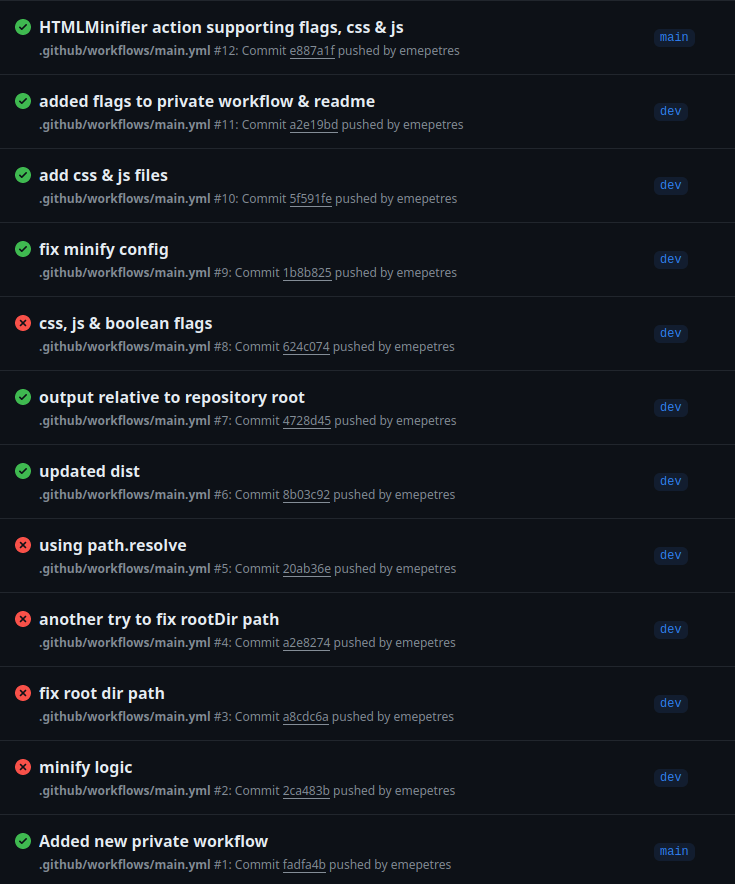 HTMLMinifier action supporting flags, css & js
.github/workflows/main.yml #12: Commit e887a1f pushed by emepetres
main
added flags to private workflow & readme
.github/workflows/main.yml #11: Commit a2e19bd pushed by emepetres
dev
add css & js files
.github/workflows/main.yml #10: Commit 5f591fe pushed by emepetres
dev
fix minify config
.github/workflows/main.yml #9: Commit 1b8b825 pushed by emepetres
dev
css, js & boolean flags
.github/workflows/main.yml #8: Commit 624c074 pushed by emepetres
dev
output relative to repository root
.github/workflows/main.yml #7: Commit 4728d45 pushed by emepetres
dev
updated dist
.github/workflows/main.yml #6: Commit 8b03c92 pushed by emepetres
dev
using path.resolve
.github/workflows/main.yml #5: Commit 20ab36e pushed by emepetres
dev
another try to fix rootDir path
.github/workflows/main.yml #4: Commit a2e8274 pushed by emepetres
dev
fix root dir path
.github/workflows/main.yml #3: Commit a8cdc6a pushed by emepetres
dev
minify logic
.github/workflows/main.yml #2: Commit 2ca483b pushed by emepetres
dev
Added new private workflow
.github/workflows/main.yml #1: Commit fadfa4b pushed by emepetres
main